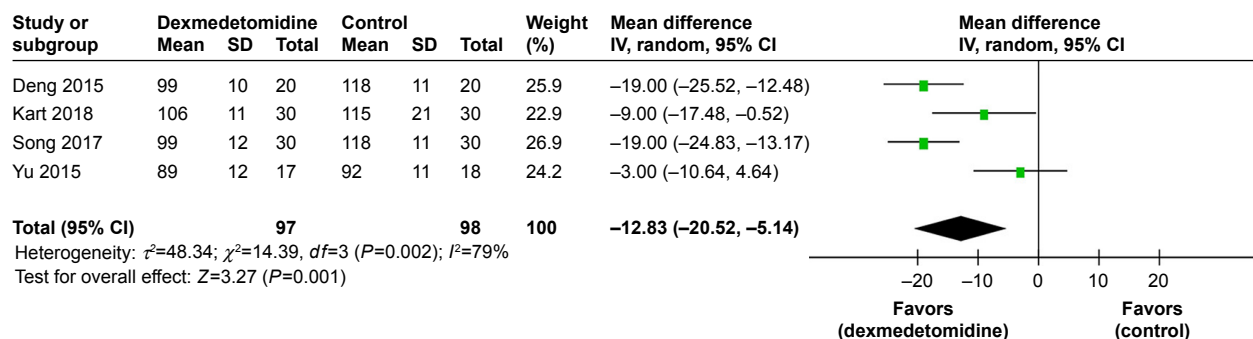 Study or subgroup Dexmedetomidine Control Weight (%) Mean difference IV, random, 95% CI Mean difference IV, random, 95% CI
Mean SD Total Mean SD Total
Deng 2015 99 10 20 118 11 20 25.9 –19.00 (–25.52, –12.48)
Kart 2018 106 11 30 115 21 30 22.9 –9.00 (–17.48, –0.52)
Song 2017 99 12 30 118 11 30 26.9 –19.00 (–24.83, –13.17)
Yu 2015 89 12 17 92 11 18 24.2 –3.00 (–10.64, 4.64)
Total (95% CI) 97 98 100 –12.83 (–20.52, –5.14)
Heterogeneity: τ²=48.34; χ²=14.39, df=3 (P=0.002); I²=79%
Test for overall effect: Z=3.27 (P=0.001)
–20 –10 0 10 20
Favors (dexmedetomidine) Favors (control)